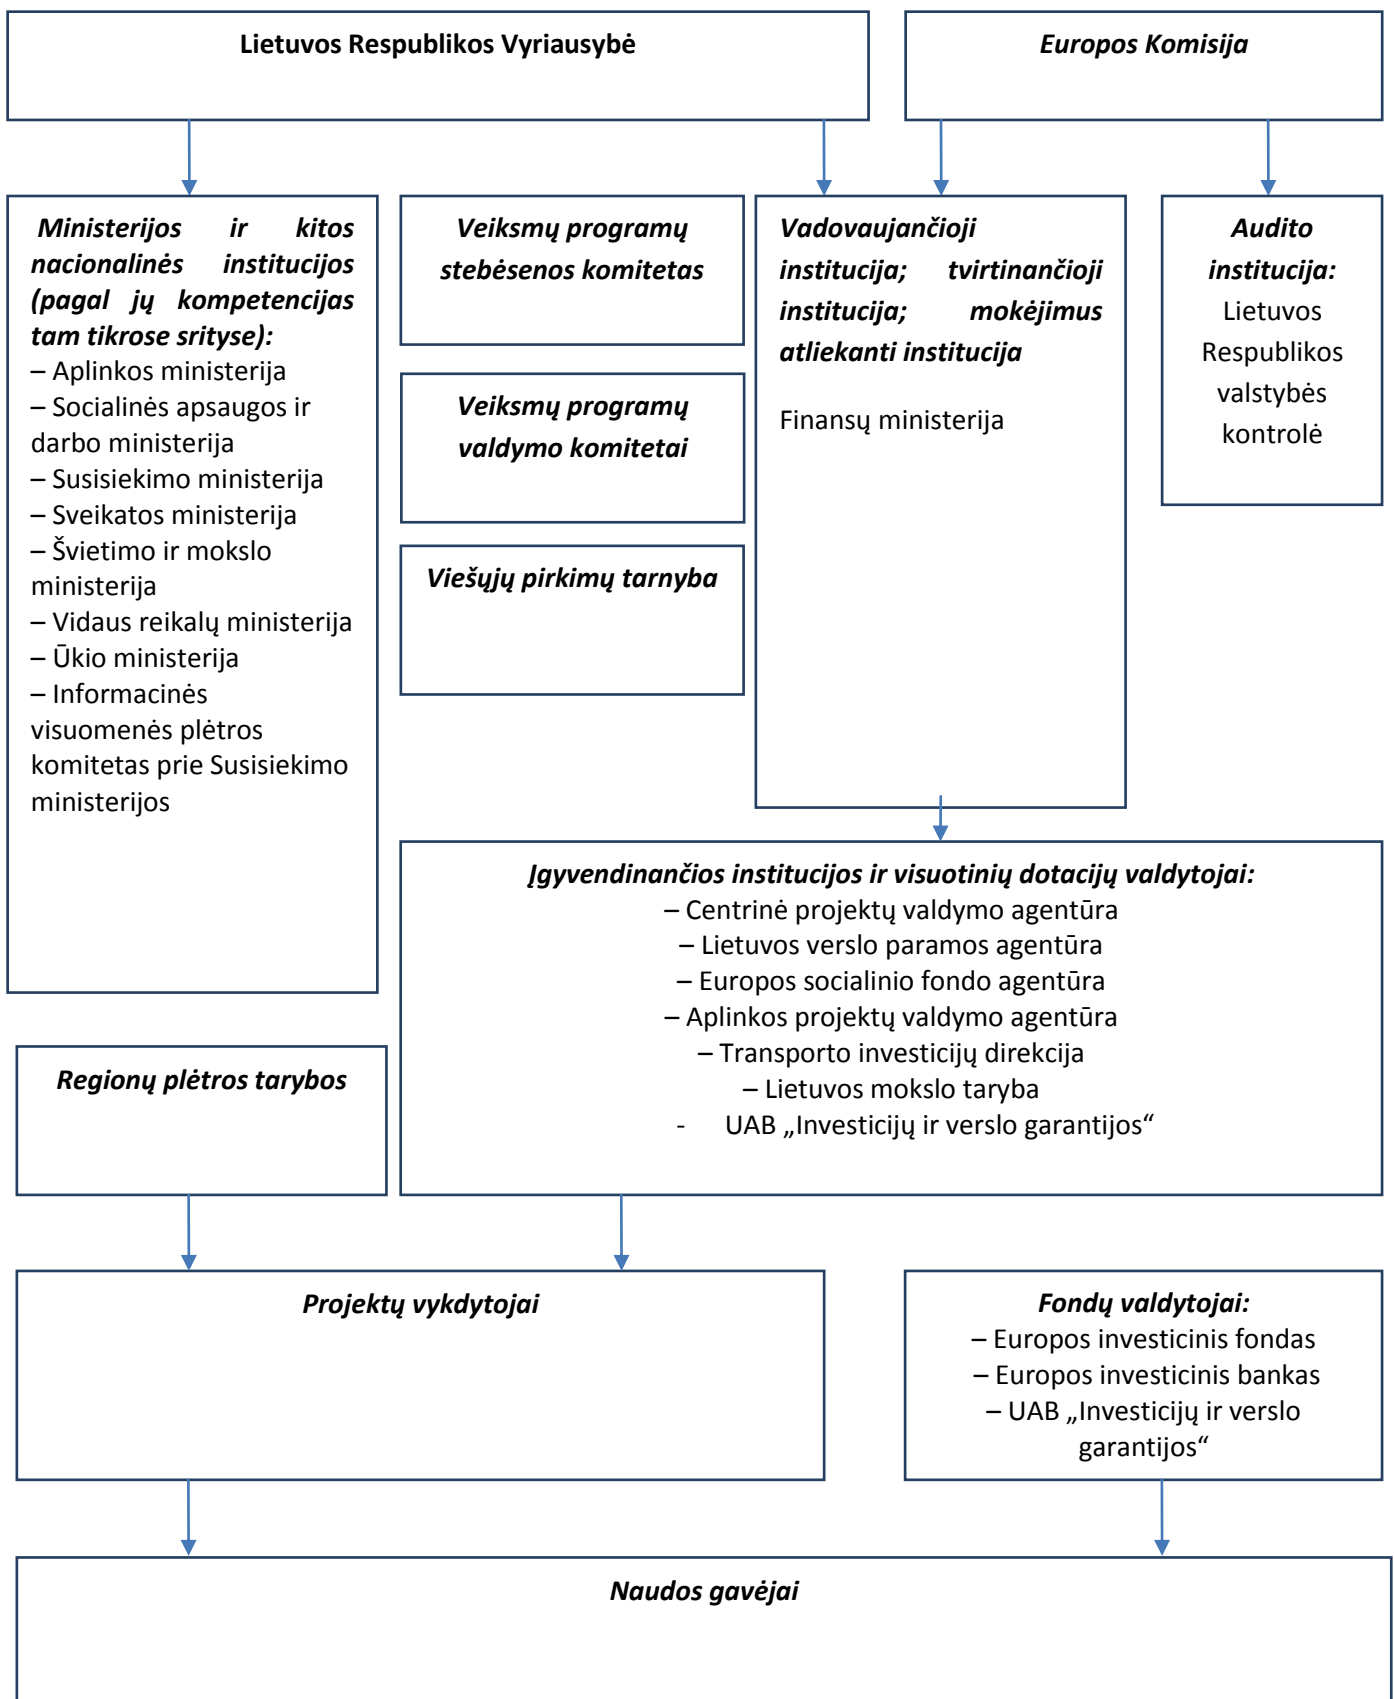 Lietuvos Respublikos Vyriausybė
Europos Komisija
Ministerijos ir kitos
nacionalinės institucijos
(pagal jų kompetencijas
tam tikrose srityse):
– Aplinkos ministerija
– Socialinės apsaugos ir
darbo ministerija
– Susisiekimo ministerija
– Sveikatos ministerija
– Švietimo ir mokslo
ministerija
– Vidaus reikalų ministerija
– Ūkio ministerija
– Informacinės
visuomenės plėtros
komitetas prie Susisiekimo
ministerijos
Veiksmų programų
stebėsenos komitetas
Veiksmų programų
valdymo komitetai
Viešųjų pirkimų tarnyba
Vadovaujančioji
institucija; tvirtinančioji
institucija; mokėjimus
atliekanti institucija
Finansų ministerija
Audito
institucija:
Lietuvos
Respublikos
valstybės
kontrolė
Įgyvendinančios institucijos ir visuotinių dotacijų valdytojai:
– Centrinė projektų valdymo agentūra
– Lietuvos verslo paramos agentūra
– Europos socialinio fondo agentūra
– Aplinkos projektų valdymo agentūra
– Transporto investicijų direkcija
– Lietuvos mokslo taryba
- UAB „Investicijų ir verslo garantijos“
Regionų plėtros tarybos
Projektų vykdytojai
Fondų valdytojai:
– Europos investicinis fondas
– Europos investicinis bankas
– UAB „Investicijų ir verslo
garantijos“
Naudos gavėjai